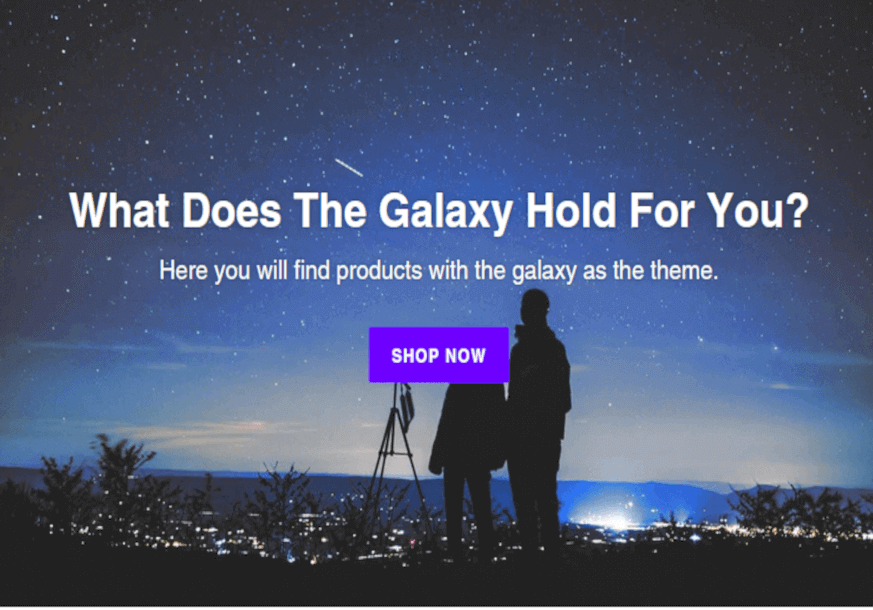 What Does The Galaxy Hold For You?
Here you will find products with the galaxy as the theme.
SHOP NOW